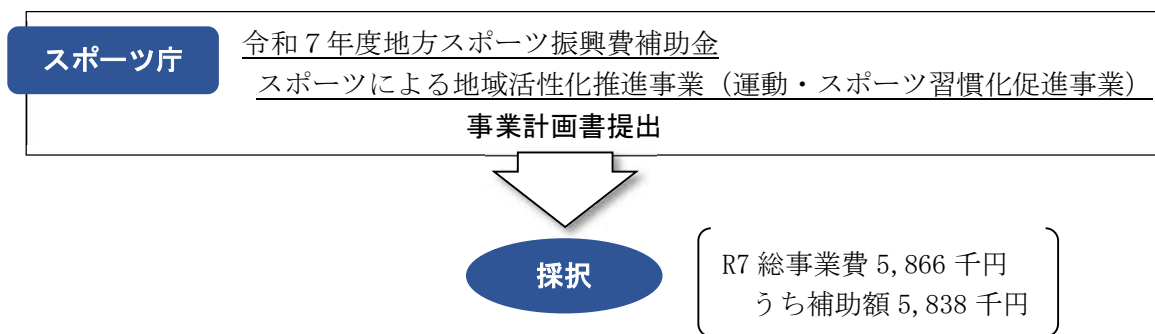 スポーツ庁
令和７年度地方スポーツ振興費補助金
スポーツによる地域活性化推進事業（運動・スポーツ習慣化促進事業）
事業計画書提出
採択
R7 総事業費 5,866 千円
うち補助額 5,838 千円